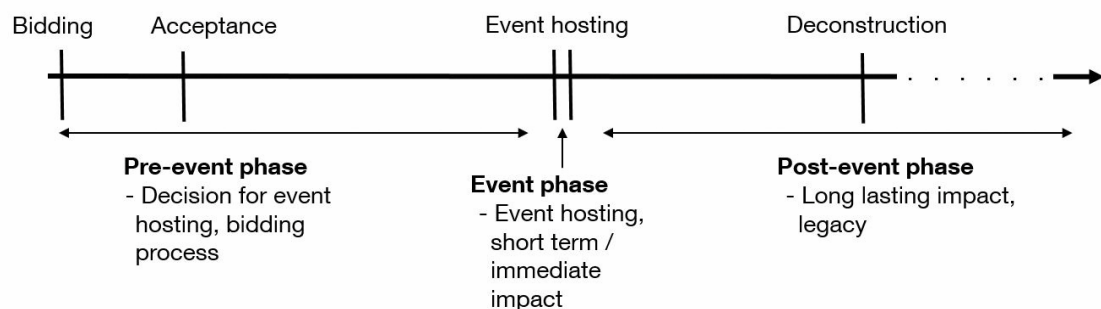 Bidding
Acceptance
Event hosting
Deconstruction
Pre-event phase
- Decision for event
hosting, bidding
process
Event phase
- Event hosting,
short term /
immediate
impact
Post-event phase
- Long lasting impact,
legacy